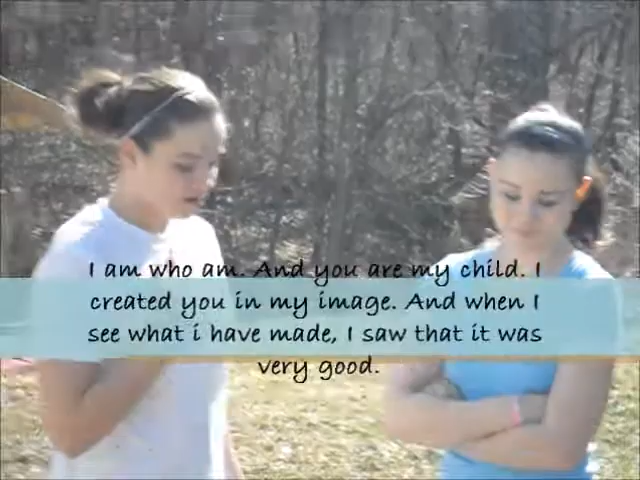 I am who am. And you are my child. I
created you in my image. And when I
see what i have made, I saw that it was
very good.